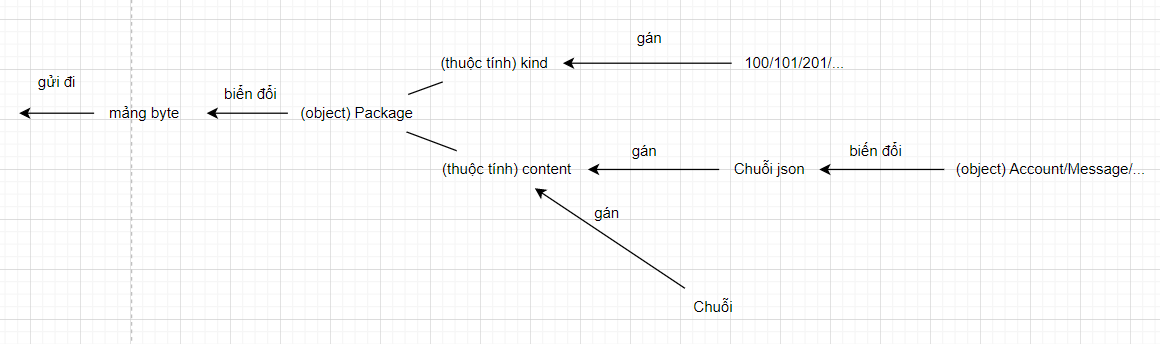 gán
(thuộc tính) kind
100/101/201/...
gửi đi
biển đổi
mảng byte
(object) Package
gán
biến đổi
(thuộc tính) content
Chuỗi json
(object) Account/Message/...
gán
Chuỗi